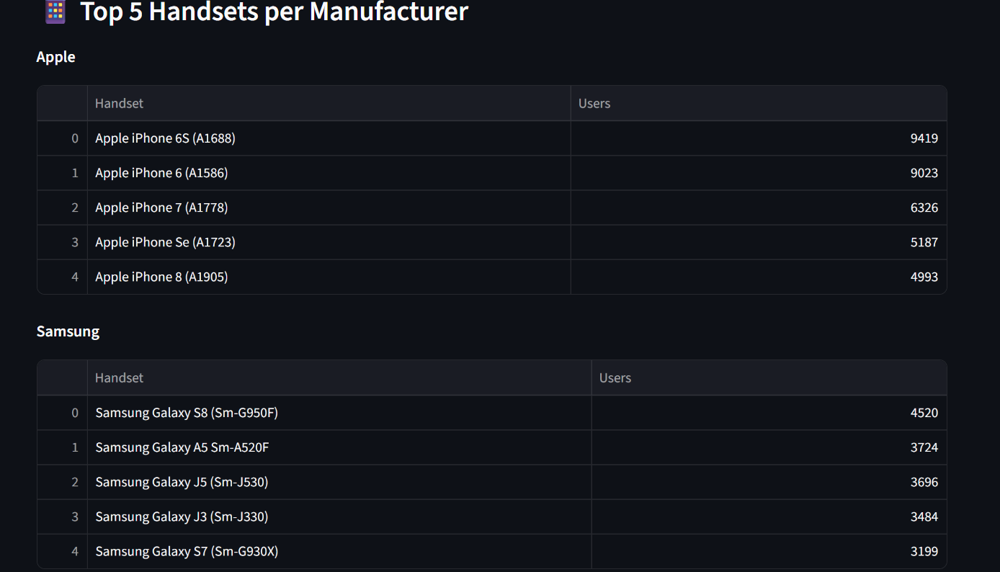 Top 5 Handsets per Manufacturer
Apple
Handset Users
0 Apple iPhone 6S (A1688) 9419
1 Apple iPhone 6 (A1586) 9023
2 Apple iPhone 7 (A1778) 6326
3 Apple iPhone Se (A1723) 5187
4 Apple iPhone 8 (A1905) 4993
Samsung
Handset Users
0 Samsung Galaxy S8 (Sm-G950F) 4520
1 Samsung Galaxy A5 Sm-A520F 3724
2 Samsung Galaxy J5 (Sm-J530) 3696
3 Samsung Galaxy J3 (Sm-J330) 3484
4 Samsung Galaxy S7 (Sm-G930X) 3199